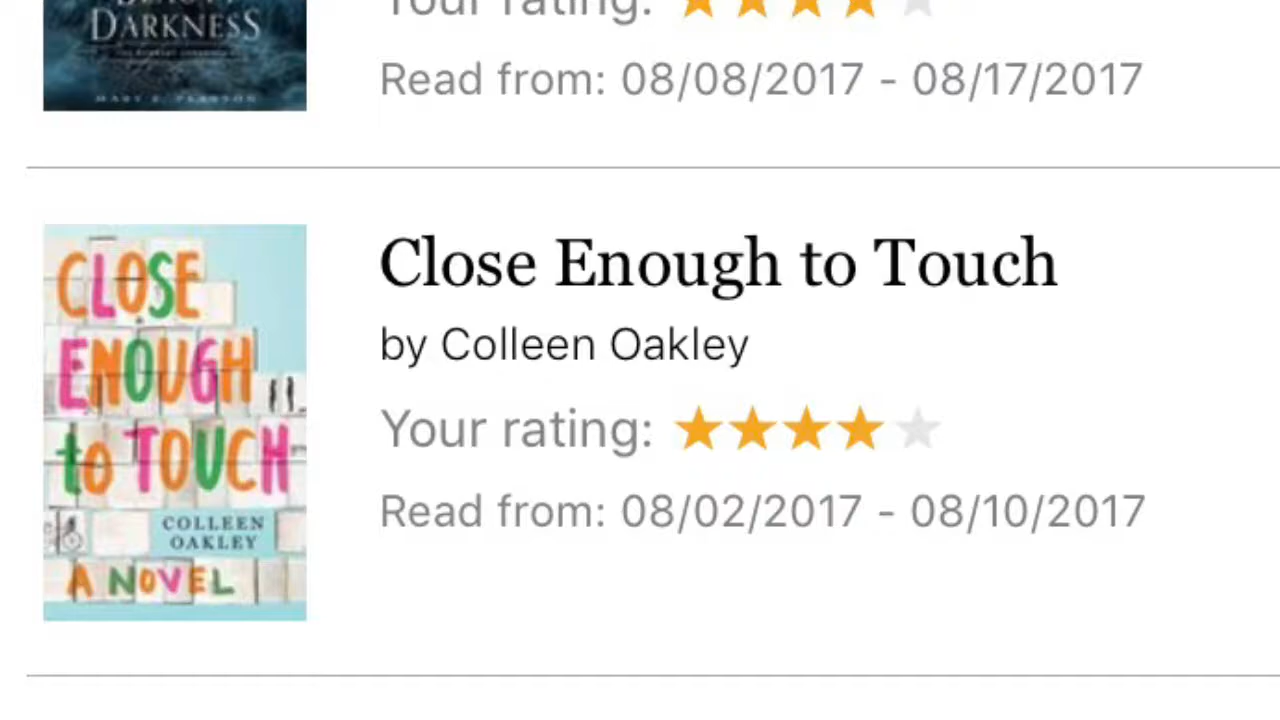 DARKNESS
Your rating:
Read from: 08/08/2017 - 08/17/2017
CLOSE
ENOUGH
to TOUCH
COLLEEN
OAKLEY
A NOVEL
Close Enough to Touch
by Colleen Oakley
Your rating:
Read from: 08/02/2017 - 08/10/2017